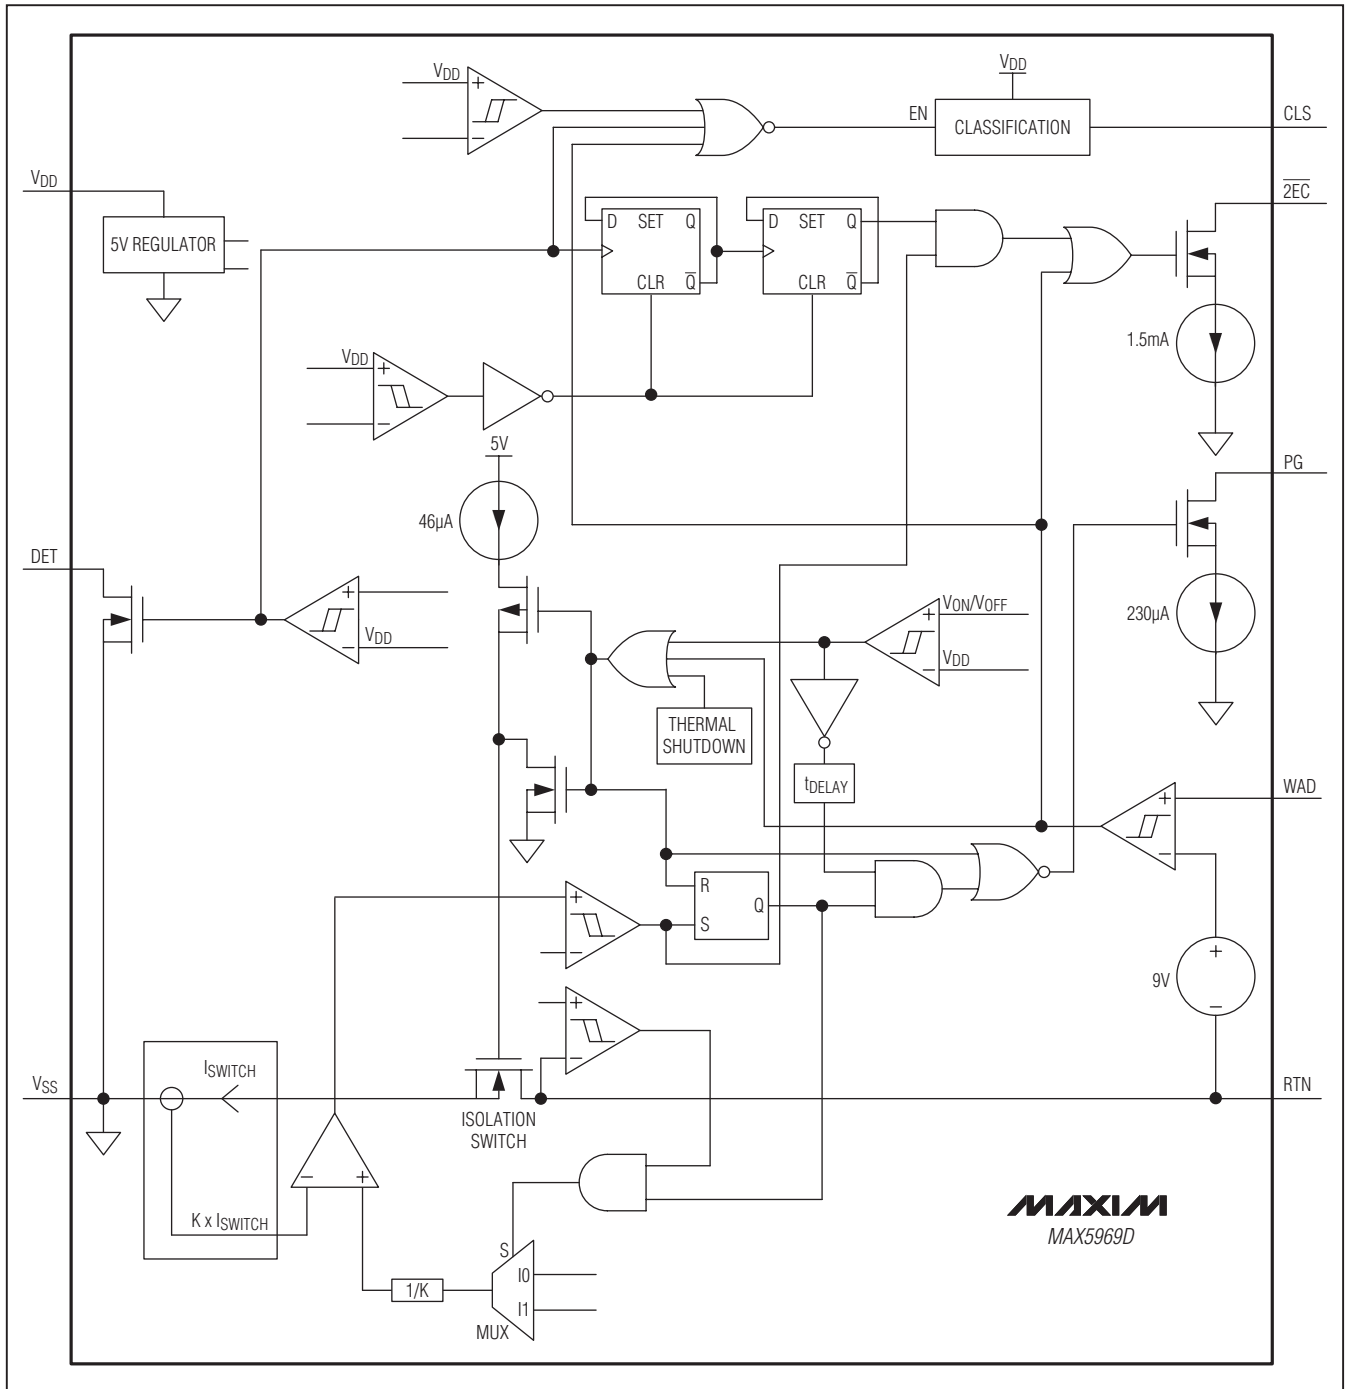 VDD
VDD
EN
CLASSIFICATION
CLS
VDD
5V REGULATOR
D SET Q
CLR Q̅
D SET Q
CLR Q̅
2EC
1.5mA
VDD
5V
46µA
PG
DET
VDD
VON/VOFF
VDD
230µA
THERMAL
SHUTDOWN
tDELAY
WAD
R
S
Q
9V
VSS
ISWITCH
ISOLATION
SWITCH
RTN
K x ISWITCH
S
I0
I1
1/K
MUX
MAXIM
MAX5969D